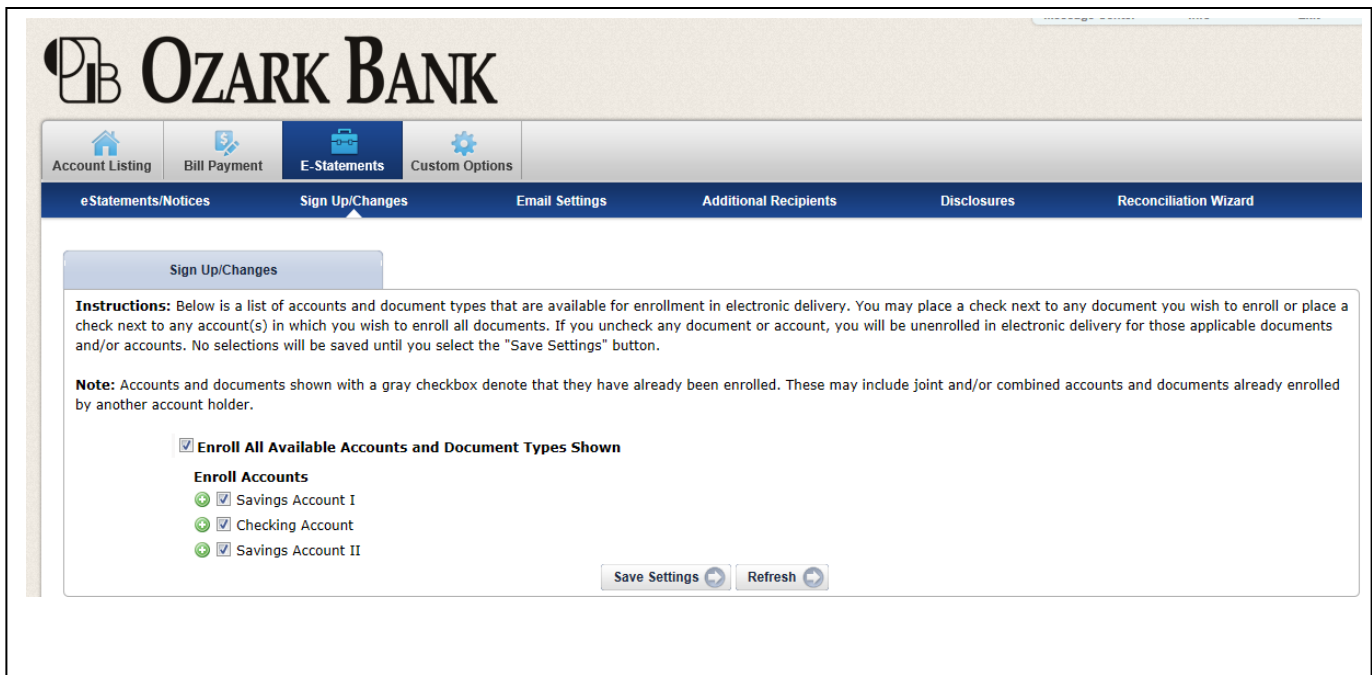 OZARK BANK
Account Listing Bill Payment E-Statements Custom Options
eStatements/Notices Sign Up/Changes Email Settings Additional Recipients Disclosures Reconciliation Wizard
Sign Up/Changes
Instructions: Below is a list of accounts and document types that are available for enrollment in electronic delivery. You may place a check next to any document you wish to enroll or place a
check next to any account(s) in which you wish to enroll all documents. If you uncheck any document or account, you will be unenrolled in electronic delivery for those applicable documents
and/or accounts. No selections will be saved until you select the "Save Settings" button.
Note: Accounts and documents shown with a gray checkbox denote that they have already been enrolled. These may include joint and/or combined accounts and documents already enrolled
by another account holder.
Enroll All Available Accounts and Document Types Shown
Enroll Accounts
Savings Account I
Checking Account
Savings Account II
Save Settings Refresh